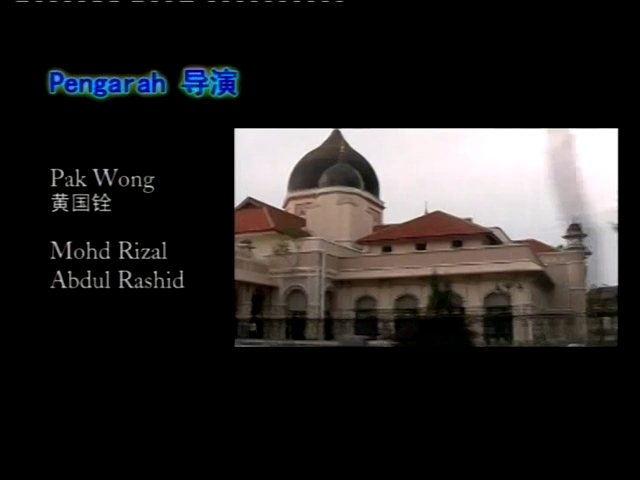 Pengarah 导演
Pak Wong
黄国铨
Mohd Rizal
Abdul Rashid